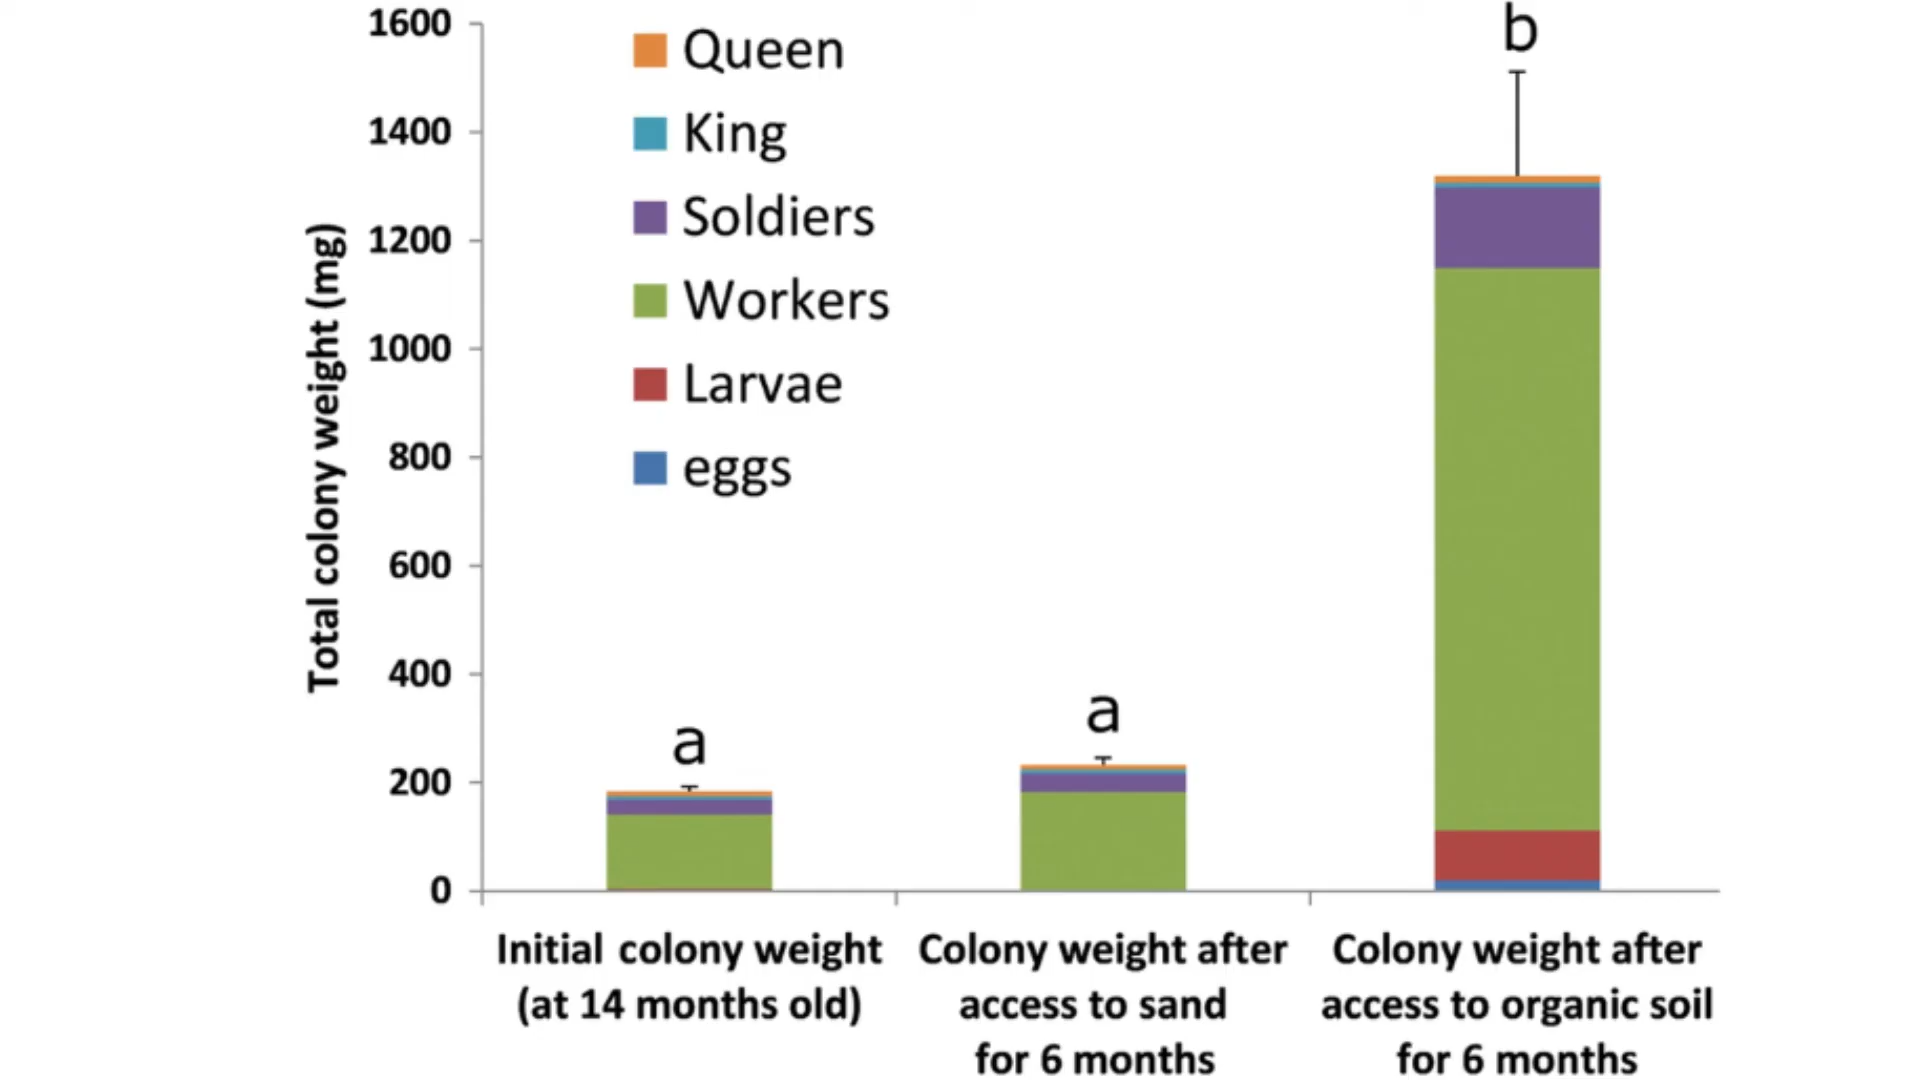 Total colony weight (mg)
1600
1400
1200
1000
800
600
400
200
0
Queen
King
Soldiers
Workers
Larvae
eggs
a
a
b
Initial colony weight
(at 14 months old)
Colony weight after
access to sand
for 6 months
Colony weight after
access to organic soil
for 6 months